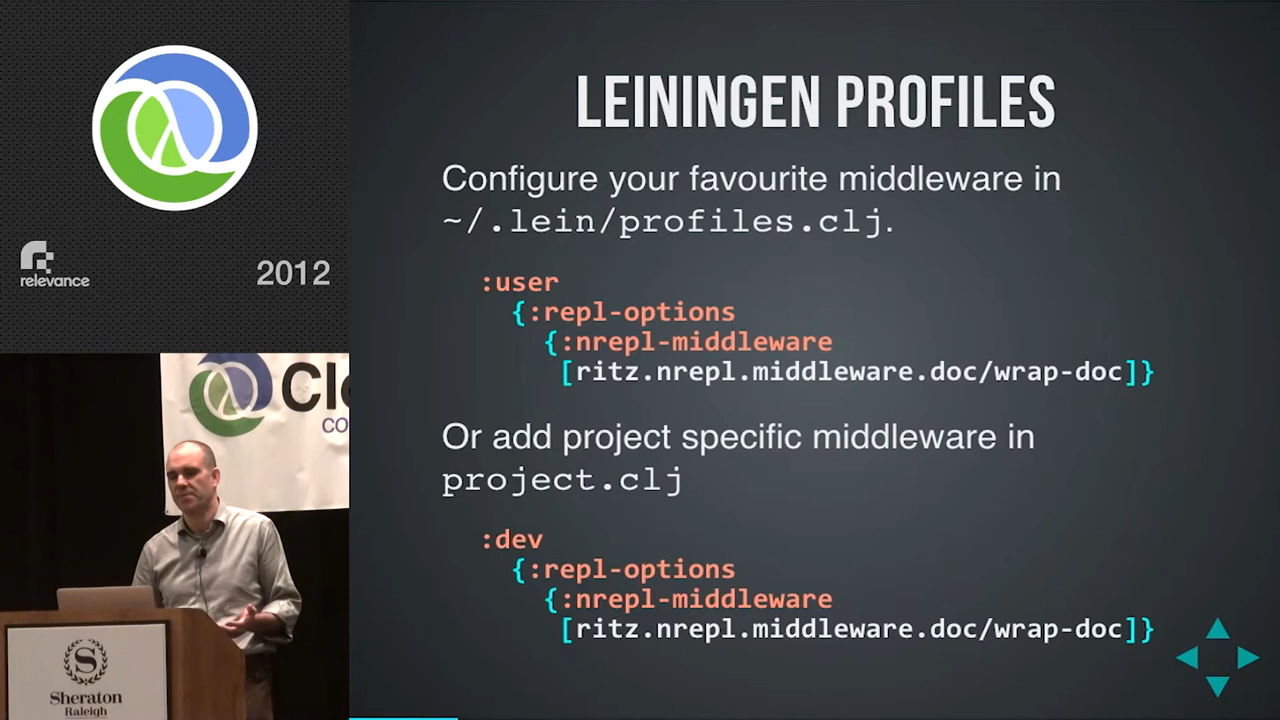 LEININGEN PROFILES
Configure your favourite middleware in
~/.lein/profiles.clj.
:user
{:repl-options
{:nrepl-middleware
[ritz.nrepl.middleware.doc/wrap-doc]}
Or add project specific middleware in
project.clj
:dev
{:repl-options
{:nrepl-middleware
[ritz.nrepl.middleware.doc/wrap-doc]}
relevance
2012
Clo
co
S
Sheraton
Raleigh